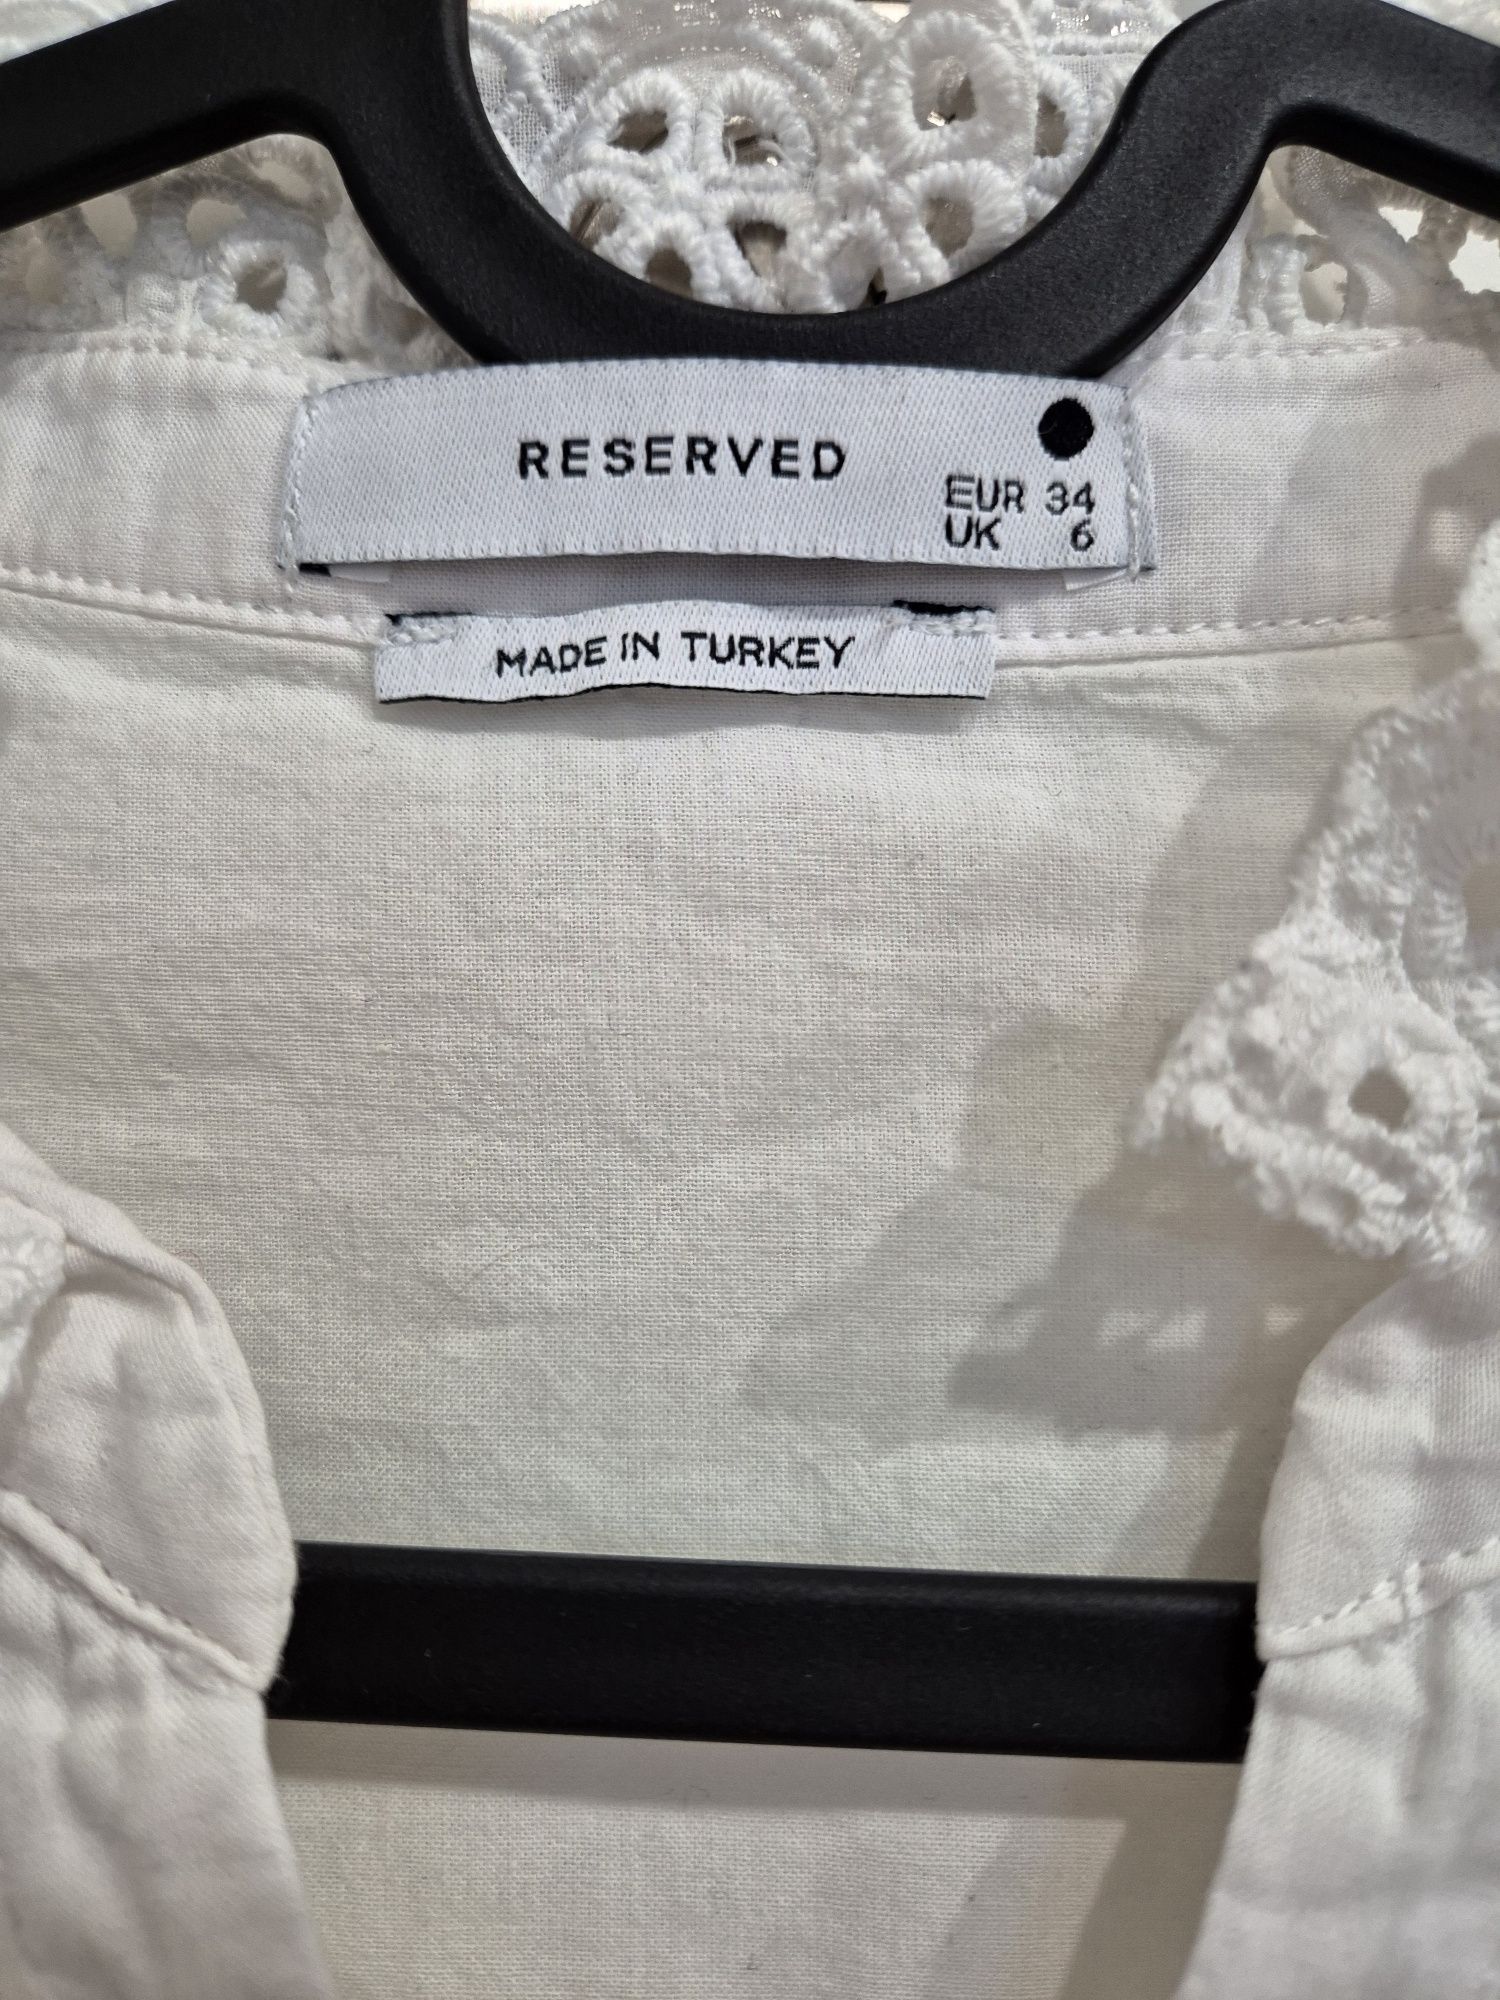 RESERVED
EUR 34
UK 6
MADE IN TURKEY